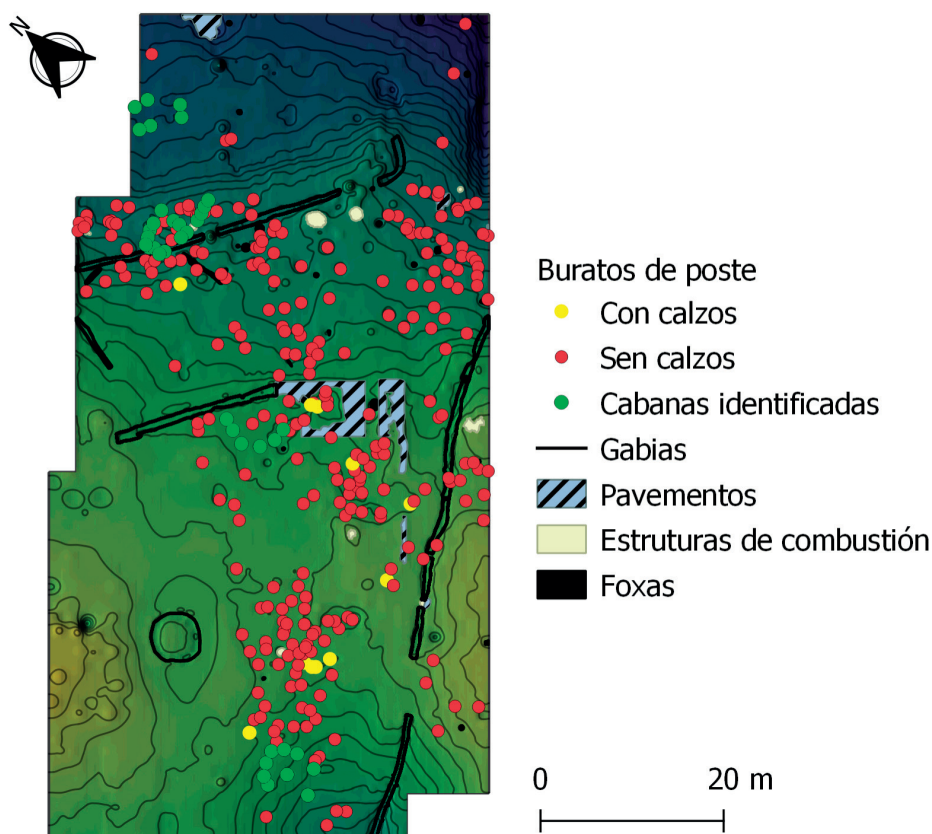 N
Buratos de poste
Con calzos
Sen calzos
Cabanas identificadas
Gabias
Pavementos
Estruturas de combustión
Foxas
0 20 m